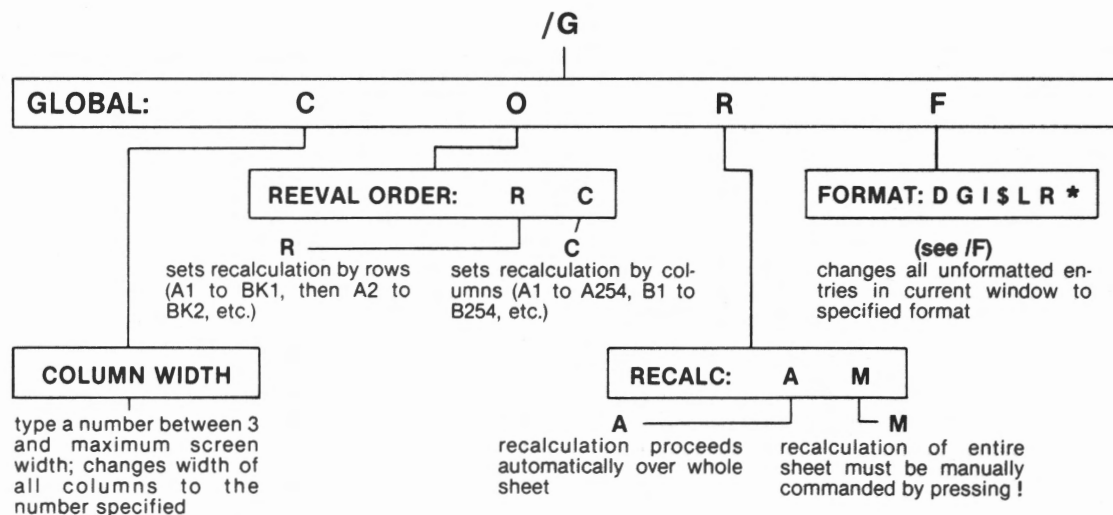 /G
GLOBAL: C O R F
REEVAL ORDER: R C
FORMAT: D G I $ L R *
R
sets recalculation by rows
(A1 to BK1, then A2 to
BK2, etc.)
C
sets recalculation by col-
umns (A1 to A254, B1 to
B254, etc.)
(see /F)
changes all unformatted en-
tries in current window to
specified format
COLUMN WIDTH
type a number between 3
and maximum screen
width; changes width of
all columns to the
number specified
RECALC: A M
A
recalculation proceeds
automatically over whole
sheet
M
recalculation of entire
sheet must be manually
commanded by pressing !